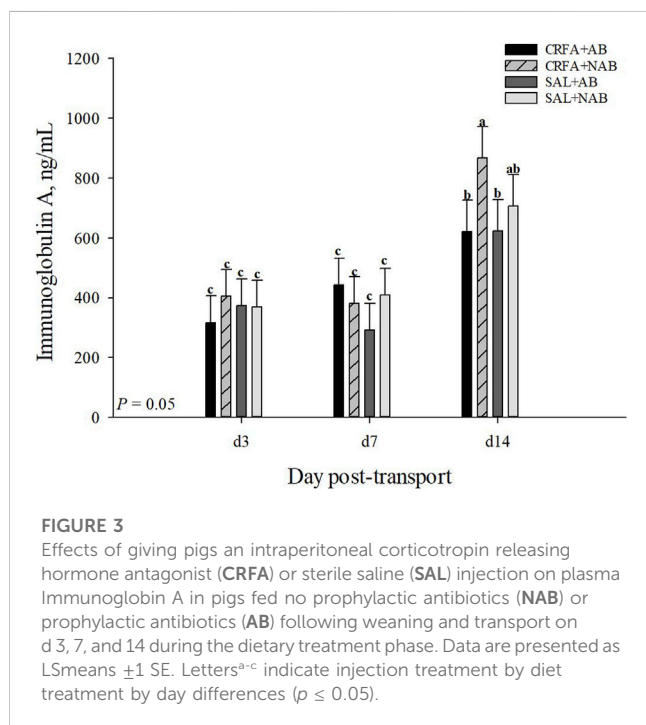 CRFA+AB
CRFA+NAB
SAL+AB
SAL+NAB
Immunoglobulin A, ng/mL
1200
1000
800
600
400
200
0
a
ab
b
b
c
c
c
c
c
c
c
c
P = 0.05
d3
d7
d14
Day post-transport
FIGURE 3
Effects of giving pigs an intraperitoneal corticotropin releasing
hormone antagonist (CRFA) or sterile saline (SAL) injection on plasma
Immunoglobin A in pigs fed no prophylactic antibiotics (NAB) or
prophylactic antibiotics (AB) following weaning and transport on
d 3, 7, and 14 during the dietary treatment phase. Data are presented as
LSmeans ±1 SE. Lettersa-c indicate injection treatment by diet
treatment by day differences (p ≤ 0.05).